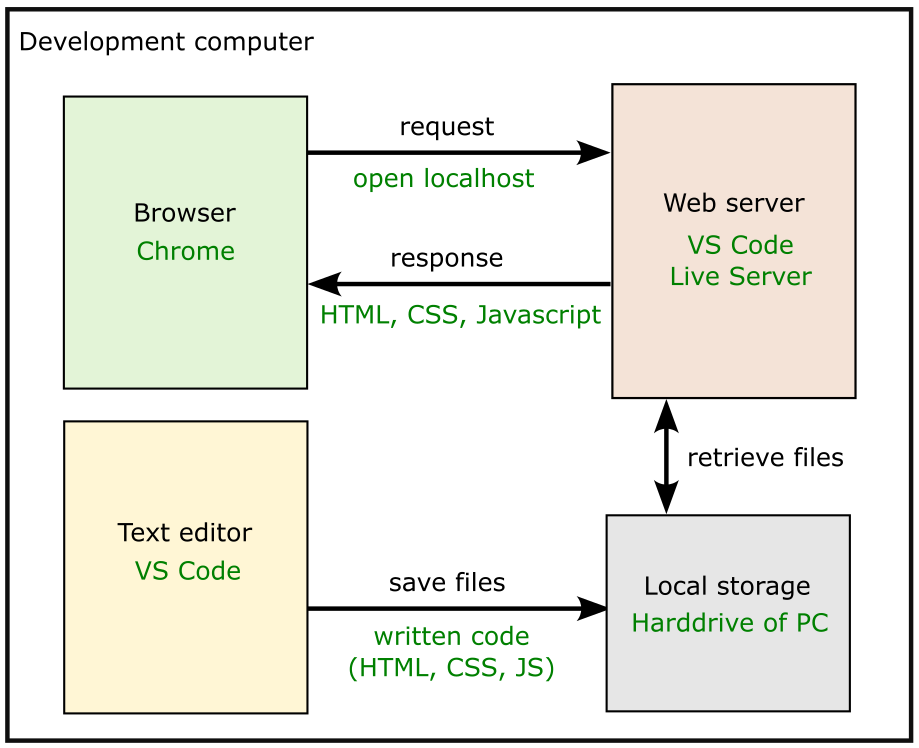 Development computer
request
open localhost
Browser
Chrome
Web server
VS Code
Live Server
response
HTML, CSS, Javascript
retrieve files
Text editor
VS Code
save files
written code
(HTML, CSS, JS)
Local storage
Harddrive of PC